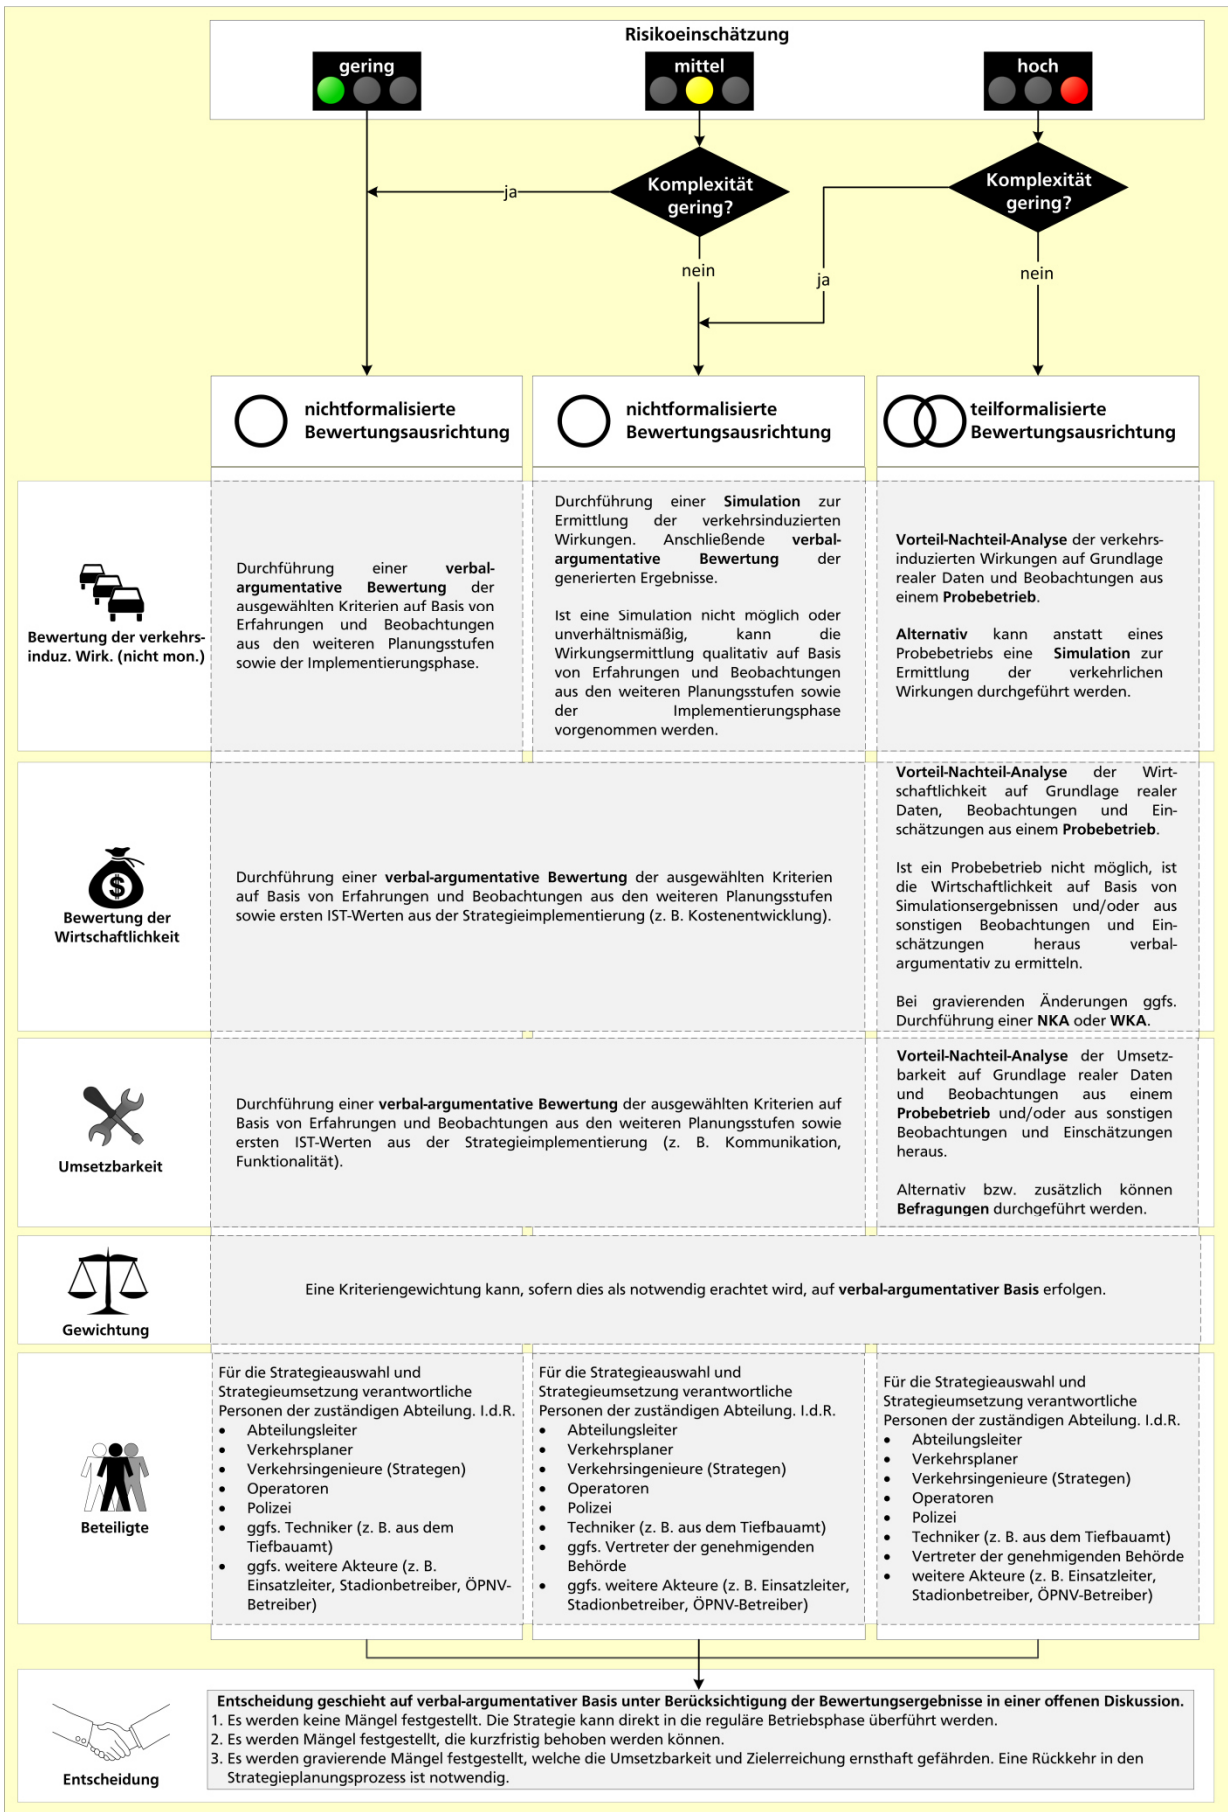 Risikoeinschätzung
gering
mittel
hoch
Komplexität
gering?
Komplexität
gering?
ja
nein
ja
nein
nichtformalisierte
Bewertungsausrichtung
nichtformalisierte
Bewertungsausrichtung
teilformalisierte
Bewertungsausrichtung
Bewertung der verkehrs-
induz. Wirk. (nicht mon.)
Durchführung einer verbal-
argumentative Bewertung der
ausgewählten Kriterien auf Basis von
Erfahrungen und Beobachtungen
aus den weiteren Planungsstufen
sowie der Implementierungsphase.
Durchführung einer Simulation zur
Ermittlung der verkehrsinduzierten
Wirkungen. Anschließende verbal-
argumentative Bewertung der
generierten Ergebnisse.
Ist eine Simulation nicht möglich oder
unverhältnismäßig, kann die
Wirkungsermittlung qualitativ auf Basis
von Erfahrungen und Beobachtungen
aus den weiteren Planungsstufen sowie
der Implementierungsphase
vorgenommen werden.
Vorteil-Nachteil-Analyse der verkehrs-
induzierten Wirkungen auf Grundlage
realer Daten und Beobachtungen aus
einem Probebetrieb.
Alternativ kann anstatt eines
Probebetriebs eine Simulation zur
Ermittlung der verkehrlichen
Wirkungen durchgeführt werden.
Bewertung der
Wirtschaftlichkeit
Durchführung einer verbal-argumentative Bewertung der ausgewählten Kriterien
auf Basis von Erfahrungen und Beobachtungen aus den weiteren Planungsstufen
sowie ersten IST-Werten aus der Strategieimplementierung (z. B. Kostenentwicklung).
Vorteil-Nachteil-Analyse der Wirt-
schaftlichkeit auf Grundlage realer
Daten, Beobachtungen und Ein-
schätzungen aus einem Probebetrieb.
Ist ein Probebetrieb nicht möglich, ist
die Wirtschaftlichkeit auf Basis von
Simulationsergebnissen und/oder aus
sonstigen Beobachtungen und Ein-
schätzungen heraus verbal-
argumentativ zu ermitteln.
Bei gravierenden Änderungen ggfs.
Durchführung einer NKA oder WKA.
Umsetzbarkeit
Durchführung einer verbal-argumentative Bewertung der ausgewählten Kriterien auf
Basis von Erfahrungen und Beobachtungen aus den weiteren Planungsstufen sowie
ersten IST-Werten aus der Strategieimplementierung (z. B. Kommunikation,
Funktionalität).
Vorteil-Nachteil-Analyse der Umsetz-
barkeit auf Grundlage realer Daten
und Beobachtungen aus einem
Probebetrieb und/oder aus sonstigen
Beobachtungen und Einschätzungen
heraus.
Alternativ bzw. zusätzlich können
Befragungen durchgeführt werden.
Gewichtung
Eine Kriteriengewichtung kann, sofern dies als notwendig erachtet wird, auf verbal-argumentativer Basis erfolgen.
Beteiligte
Für die Strategieauswahl und
Strategieumsetzung verantwortliche
Personen der zuständigen Abteilung. I.d.R.
• Abteilungsleiter
• Verkehrsplaner
• Verkehrsingenieure (Strategen)
• Operatoren
• Polizei
• ggfs. Techniker (z. B. aus dem
Tiefbauamt)
• ggfs. weitere Akteure (z. B.
Einsatzleiter, Stadionbetreiber, ÖPNV-
Betreiber)
Für die Strategieauswahl und
Strategieumsetzung verantwortliche
Personen der zuständigen Abteilung. I.d.R.
• Abteilungsleiter
• Verkehrsplaner
• Verkehrsingenieure (Strategen)
• Operatoren
• Polizei
• Techniker (z. B. aus dem Tiefbauamt)
• ggfs. Vertreter der genehmigenden
Behörde
• ggfs. weitere Akteure (z. B. Einsatzleiter,
Stadionbetreiber, ÖPNV-Betreiber)
Für die Strategieauswahl und
Strategieumsetzung verantwortliche
Personen der zuständigen Abteilung. I.d.R.
• Abteilungsleiter
• Verkehrsplaner
• Verkehrsingenieure (Strategen)
• Operatoren
• Polizei
• Techniker (z. B. aus dem Tiefbauamt)
• Vertreter der genehmigenden Behörde
• weitere Akteure (z. B. Einsatzleiter,
Stadionbetreiber, ÖPNV-Betreiber)
Entscheidung
Entscheidung geschieht auf verbal-argumentativer Basis unter Berücksichtigung der Bewertungsergebnisse in einer offenen Diskussion.
1. Es werden keine Mängel festgestellt. Die Strategie kann direkt in die reguläre Betriebsphase überführt werden.
2. Es werden Mängel festgestellt, die kurzfristig behoben werden können.
3. Es werden gravierende Mängel festgestellt, welche die Umsetzbarkeit und Zielerreichung ernsthaft gefährden. Eine Rückkehr in den
Strategieplanungsprozess ist notwendig.